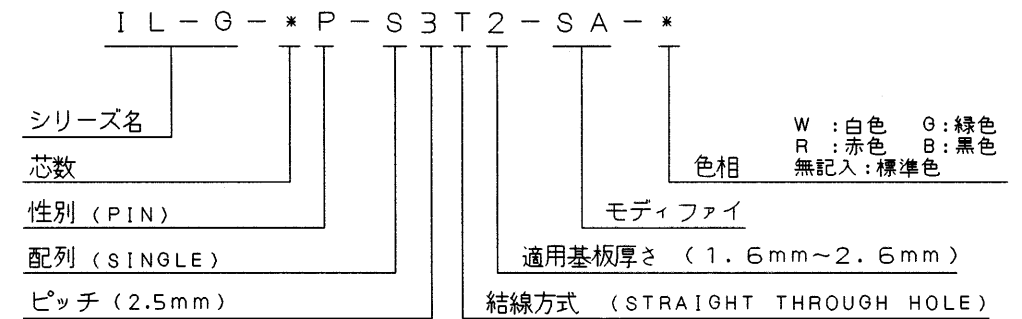 IL-G-*P-S3T2-SA-*
シリーズ名
芯数
性別 (PIN)
配列 (SINGLE)
ピッチ (2.5mm)
W :白色 G:緑色
R :赤色 B:黒色
無記入:標準色
色相
モディファイ
適用基板厚さ (1.6mm~2.6mm)
結線方式 (STRAIGHT THROUGH HOLE)